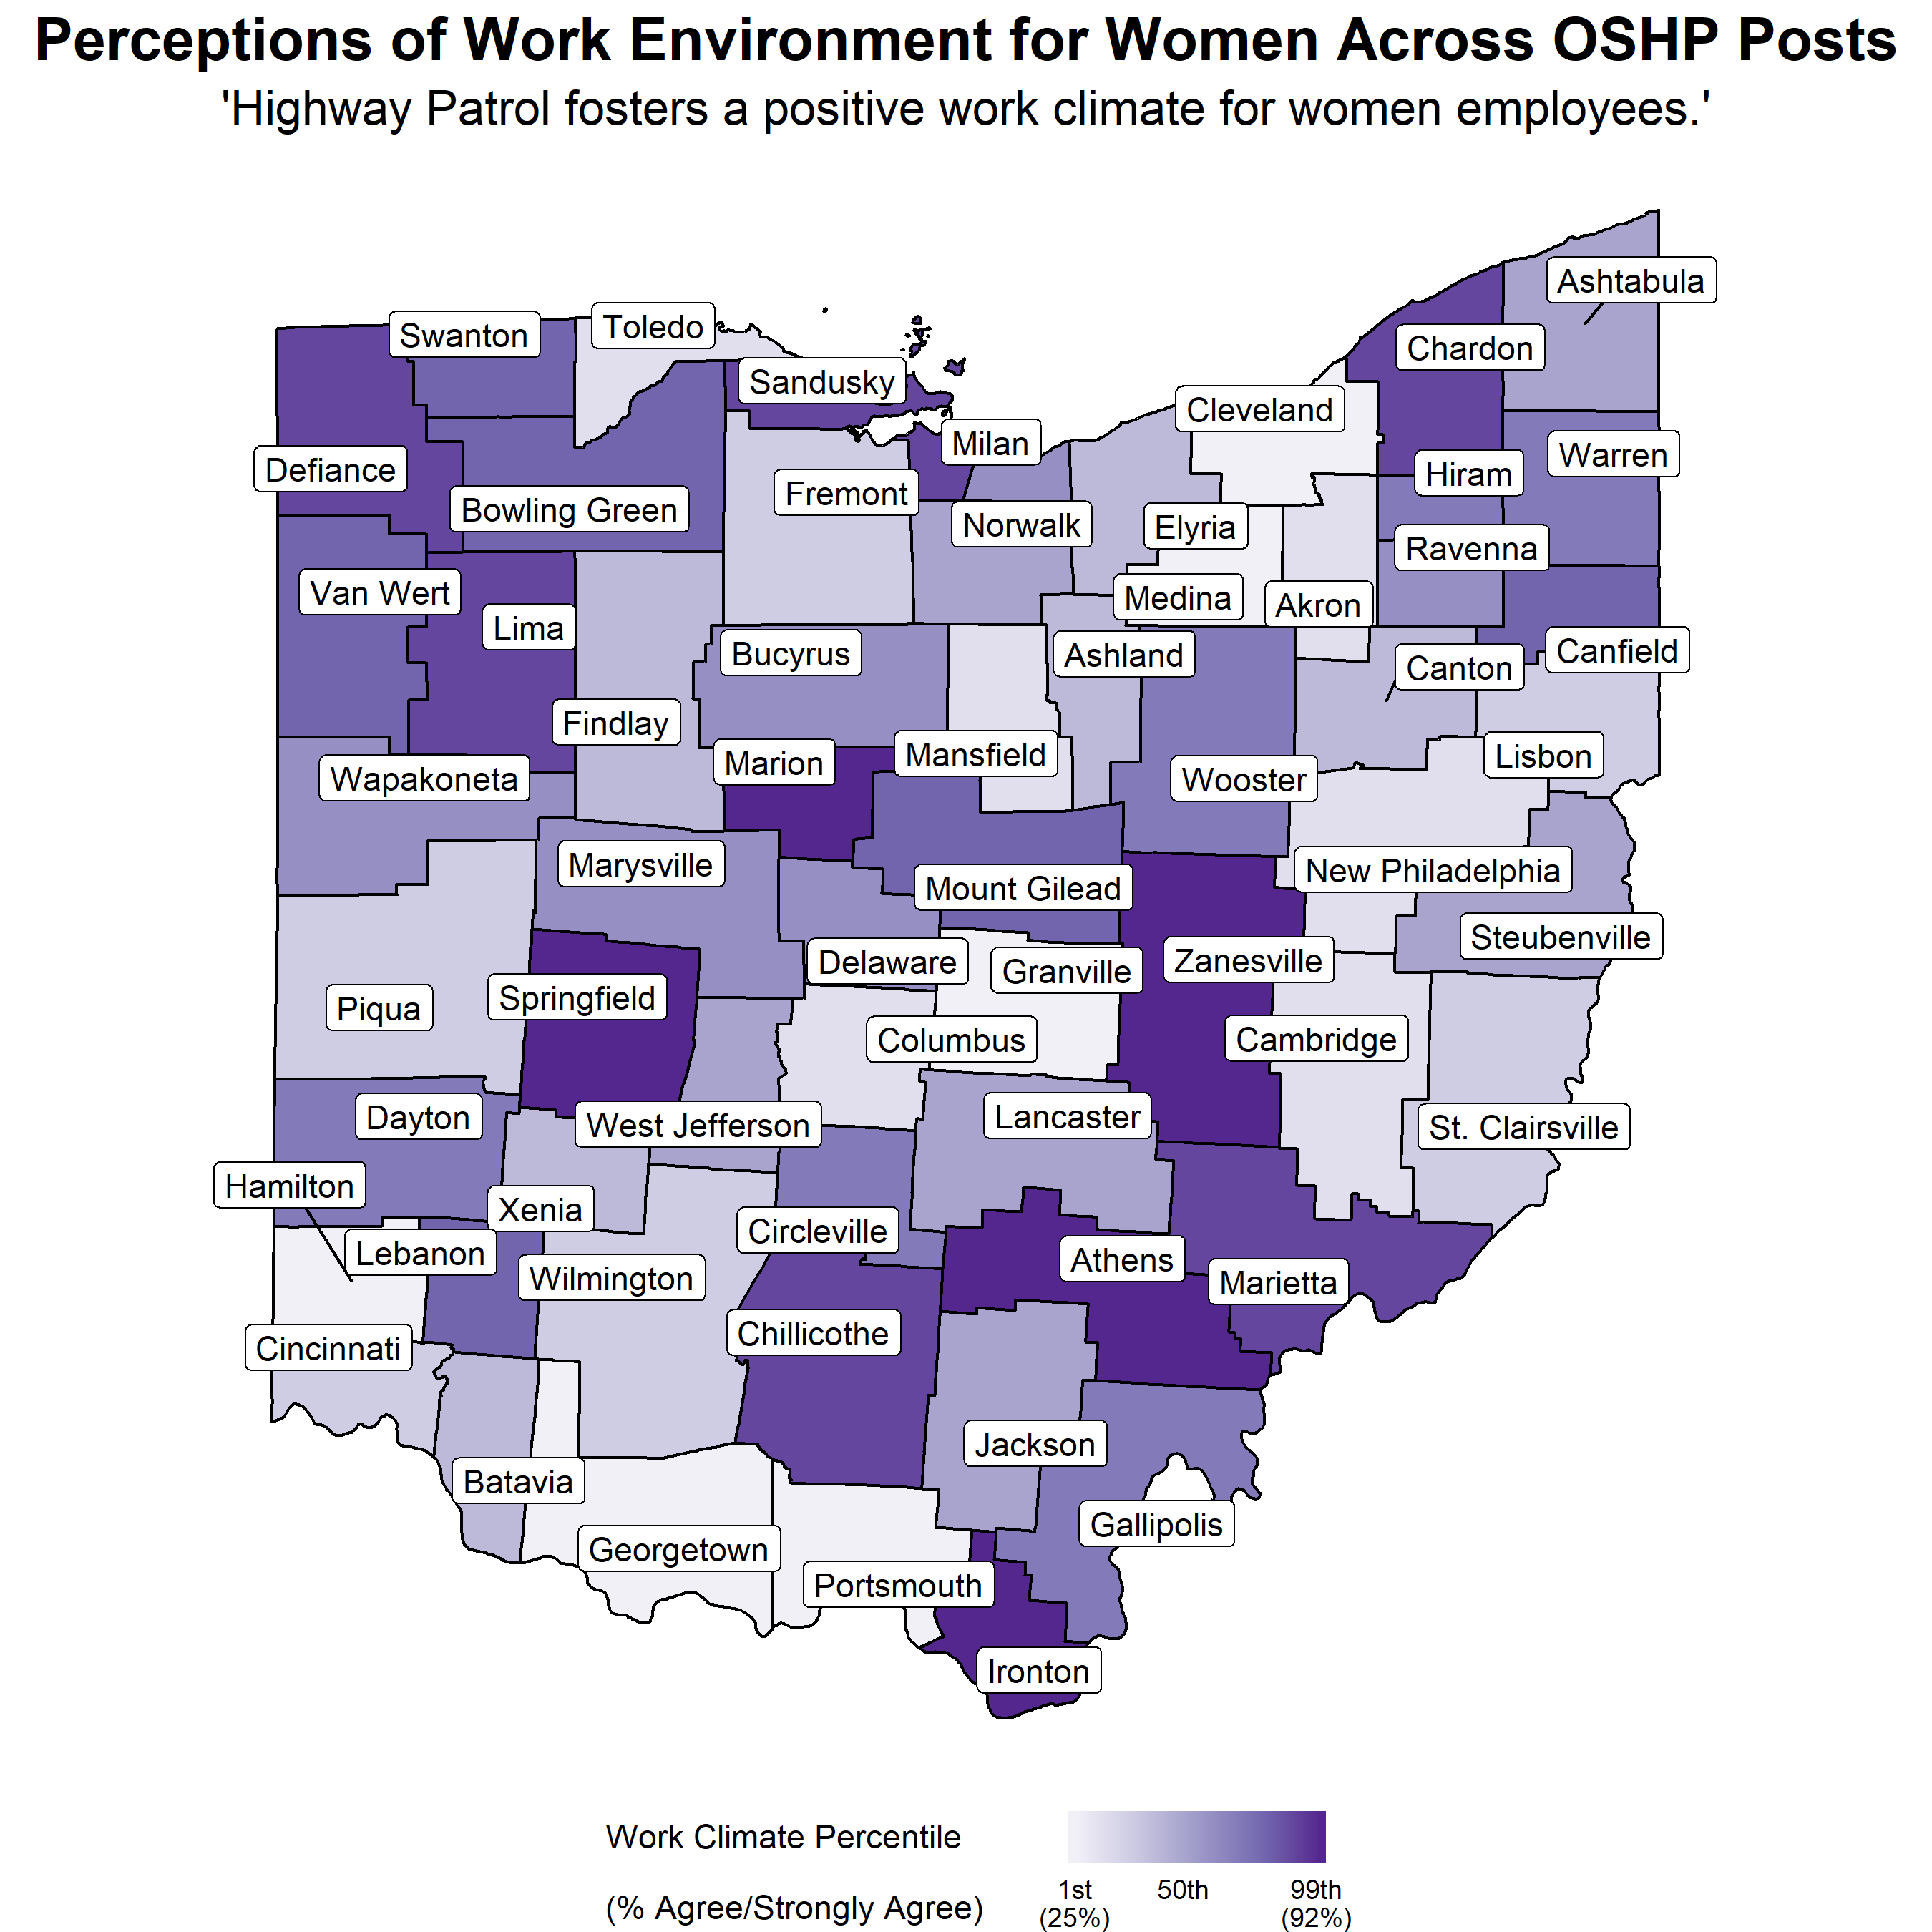 Perceptions of Work Environment for Women Across OSHP Posts
'Highway Patrol fosters a positive work climate for women employees.'
Ashtabula
Swanton
Toledo
Chardon
Sandusky
Cleveland
Milan
Warren
Defiance
Hiram
Fremont
Bowling Green
Norwalk
Elyria
Ravenna
Van Wert
Medina
Akron
Lima
Bucyrus
Ashland
Canfield
Canton
Findlay
Marion
Mansfield
Lisbon
Wapakoneta
Wooster
Marysville
New Philadelphia
Mount Gilead
Steubenville
Delaware
Granville
Zanesville
Springfield
Piqua
Columbus
Cambridge
Dayton
Lancaster
West Jefferson
St. Clairsville
Hamilton
Xenia
Circleville
Lebanon
Athens
Wilmington
Marietta
Chillicothe
Cincinnati
Jackson
Batavia
Gallipolis
Georgetown
Portsmouth
Ironton
Work Climate Percentile
(% Agree/Strongly Agree)
1st 50th 99th
(25%) (92%)